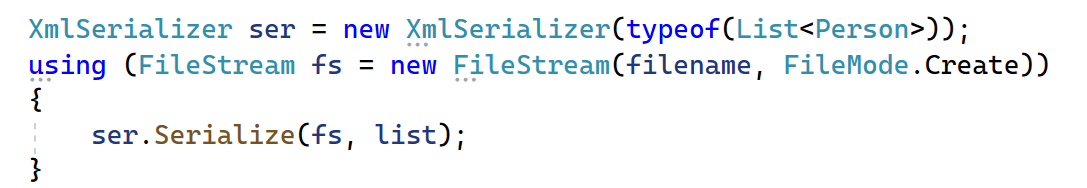 XmlSerializer ser = new XmlSerializer(typeof(List<Person>));
using (FileStream fs = new FileStream(filename, FileMode.Create))
{
    ser.Serialize(fs, list);
}